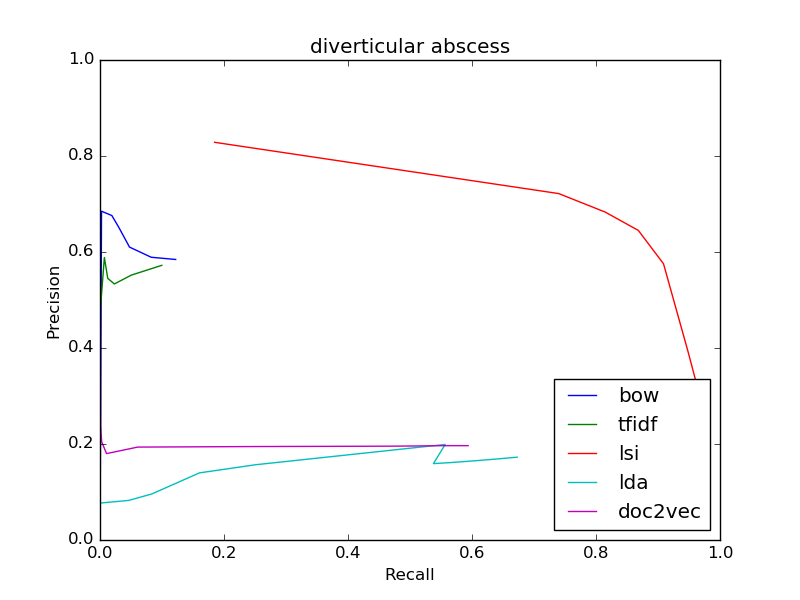 diverticular abscess
1.0
0.8
0.6
0.4
0.2
0.0
Precision
0.0 0.2 0.4 0.6 0.8 1.0
Recall
bow
tfidf
lsi
lda
doc2vec